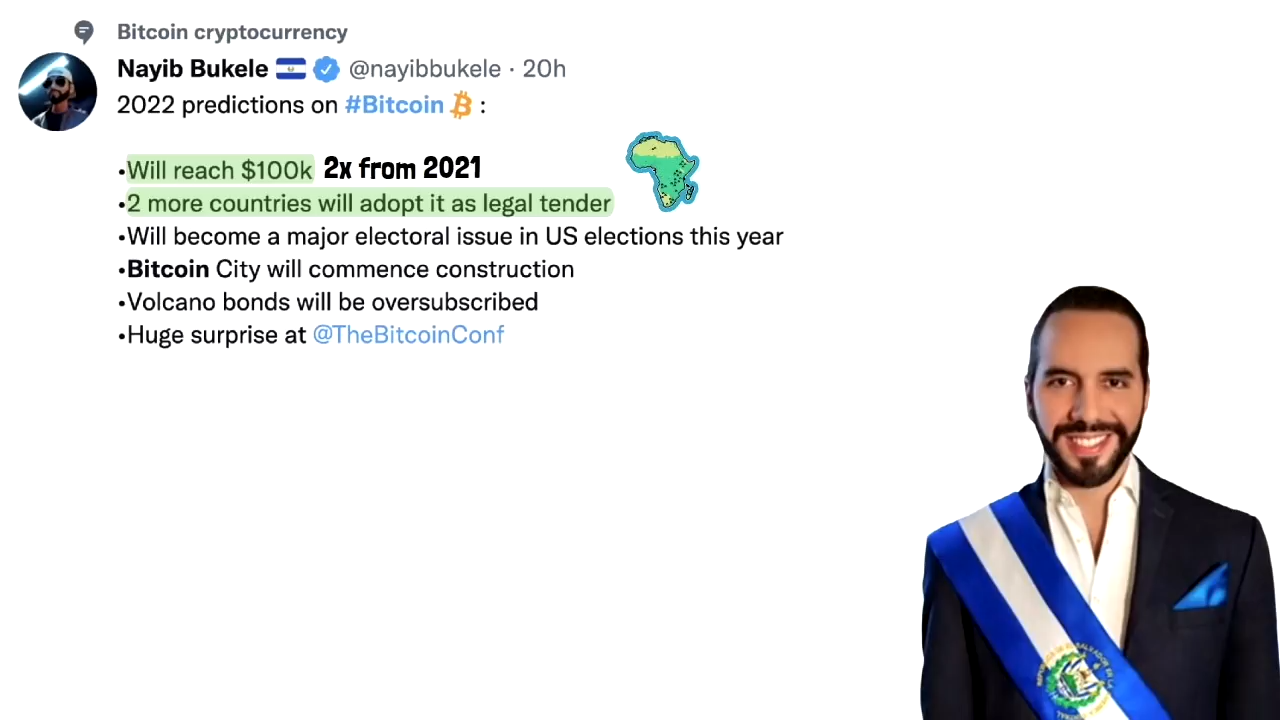 Bitcoin cryptocurrency
Nayib Bukele @nayibbukele · 20h
2022 predictions on #Bitcoin :
•Will reach $100k 2x from 2021
•2 more countries will adopt it as legal tender
•Will become a major electoral issue in US elections this year
•Bitcoin City will commence construction
•Volcano bonds will be oversubscribed
•Huge surprise at @TheBitcoinConf